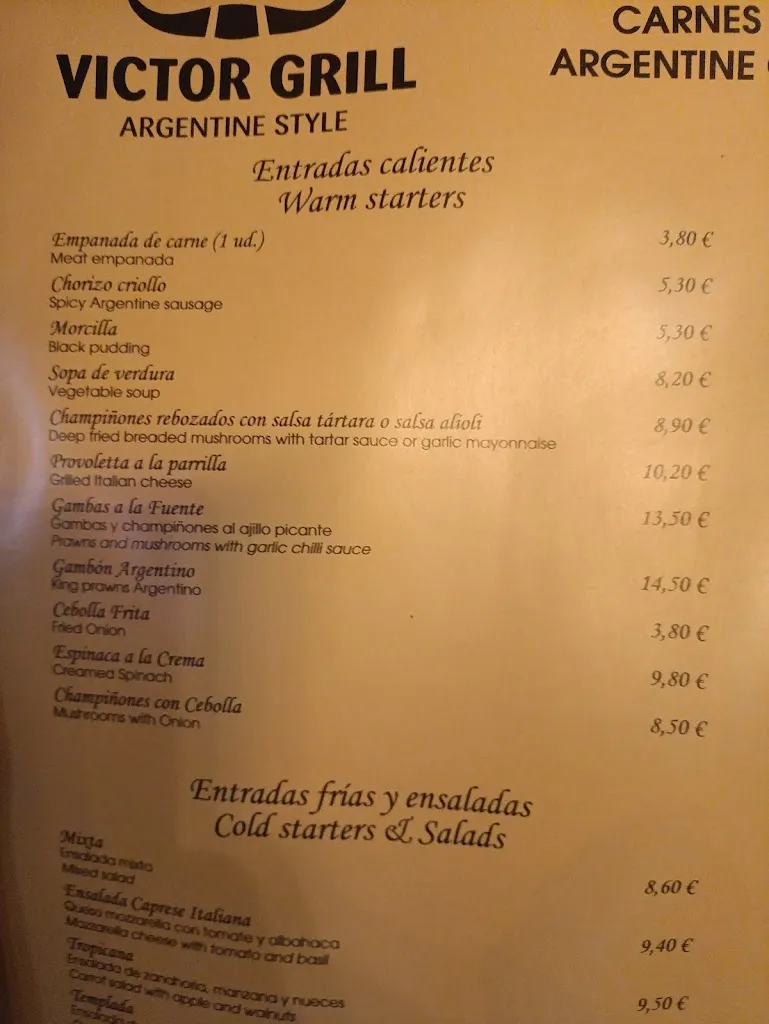 CARNES
ARGENTINE
VICTOR GRILL
ARGENTINE STYLE
Entradas calientes
Warm starters
Empanada de carne (1 ud.) 3,80 €
Meat empanada
Chorizo criollo 5,30 €
Spicy Argentine sausage
Morcilla 5,30 €
Black pudding
Sopa de verdura 8,20 €
Vegetable soup
Champiñones rebozados con salsa tártara o salsa alioli 8,90 €
Deep fried breaded mushrooms with tartar sauce or garlic mayonnaise
Provoletta a la parrilla 10,20 €
Grilled Italian cheese
Gambas a la Fuente 13,50 €
Gambas y champiñones al ajillo picante
Prawns and mushrooms with garlic chilli sauce
Gambón Argentino 14,50 €
King prawns Argentino
Cebolla Frita 3,80 €
Fried Onion
Espinaca a la Crema 9,80 €
Creamed Spinach
Champiñones con Cebolla 8,50 €
Mushrooms with Onion
Entradas frías y ensaladas
Cold starters & Salads
Mixta 8,60 €
Ensalada mixta
Mixed salad
Ensalada Caprese Italiana 9,40 €
Queso mozzarella con tomate y albahaca
Mozzarella cheese with tomato and basil
Tropicana 9,50 €
Ensalada de zanahoria, manzana y nueces
Carrot salad with apple and walnuts
Templada
Ensalada